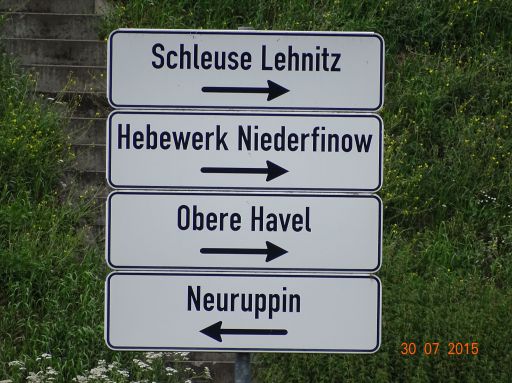 Schleuse Lehnitz
Hebewerk Niederfinow
Obere Havel
Neuruppin
30 07 2015